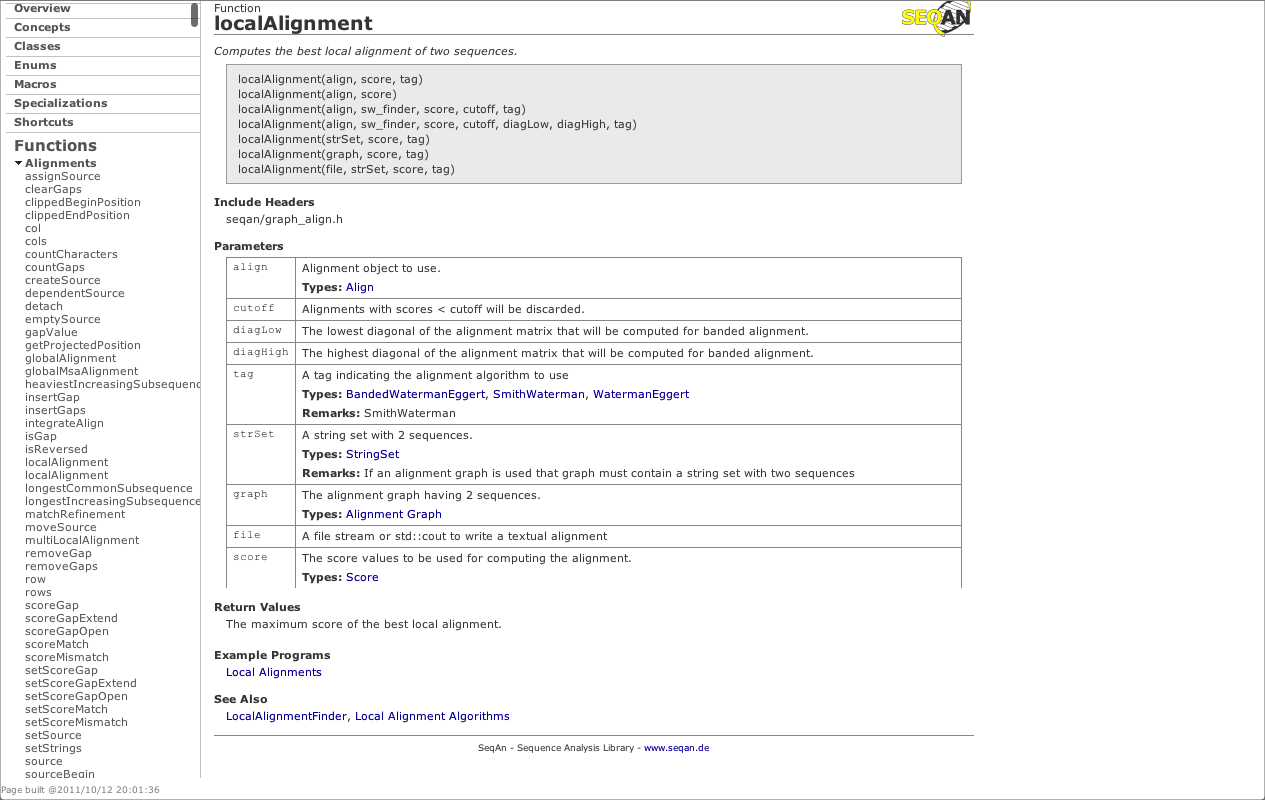 Overview
Concepts
Classes
Enums
Macros
Specializations
Shortcuts
Functions
Alignments
assignSource
clearGaps
clippedBeginPosition
clippedEndPosition
col
cols
countCharacters
countGaps
createSource
dependentSource
detach
emptySource
gapValue
getProjectedPosition
globalAlignment
globalMsaAlignment
heaviestIncreasingSubsequenc
insertGap
insertGaps
integrateAlign
isGap
isReversed
localAlignment
localAlignment
longestCommonSubsequence
longestIncreasingSubsequence
matchRefinement
moveSource
multiLocalAlignment
removeGap
removeGaps
row
rows
scoreGap
scoreGapExtend
scoreGapOpen
scoreMatch
scoreMismatch
setScoreGap
setScoreGapExtend
setScoreGapOpen
setScoreMatch
setScoreMismatch
setSource
setStrings
source
sourceBegin
Page built @2011/10/12 20:01:36
Function
localAlignment
SEQAN
Computes the best local alignment of two sequences.
localAlignment(align, score, tag)
localAlignment(align, score)
localAlignment(align, sw_finder, score, cutoff, tag)
localAlignment(align, sw_finder, score, cutoff, diagLow, diagHigh, tag)
localAlignment(strSet, score, tag)
localAlignment(graph, score, tag)
localAlignment(file, strSet, score, tag)
Include Headers
seqan/graph_align.h
Parameters
align Alignment object to use.
Types: Align
cutoff Alignments with scores < cutoff will be discarded.
diagLow The lowest diagonal of the alignment matrix that will be computed for banded alignment.
diagHigh The highest diagonal of the alignment matrix that will be computed for banded alignment.
tag A tag indicating the alignment algorithm to use
Types: BandedWatermanEggert, SmithWaterman, WatermanEggert
Remarks: SmithWaterman
strSet A string set with 2 sequences.
Types: StringSet
Remarks: If an alignment graph is used that graph must contain a string set with two sequences
graph The alignment graph having 2 sequences.
Types: Alignment Graph
file A file stream or std::cout to write a textual alignment
score The score values to be used for computing the alignment.
Types: Score
Return Values
The maximum score of the best local alignment.
Example Programs
Local Alignments
See Also
LocalAlignmentFinder, Local Alignment Algorithms
SeqAn - Sequence Analysis Library - www.seqan.de